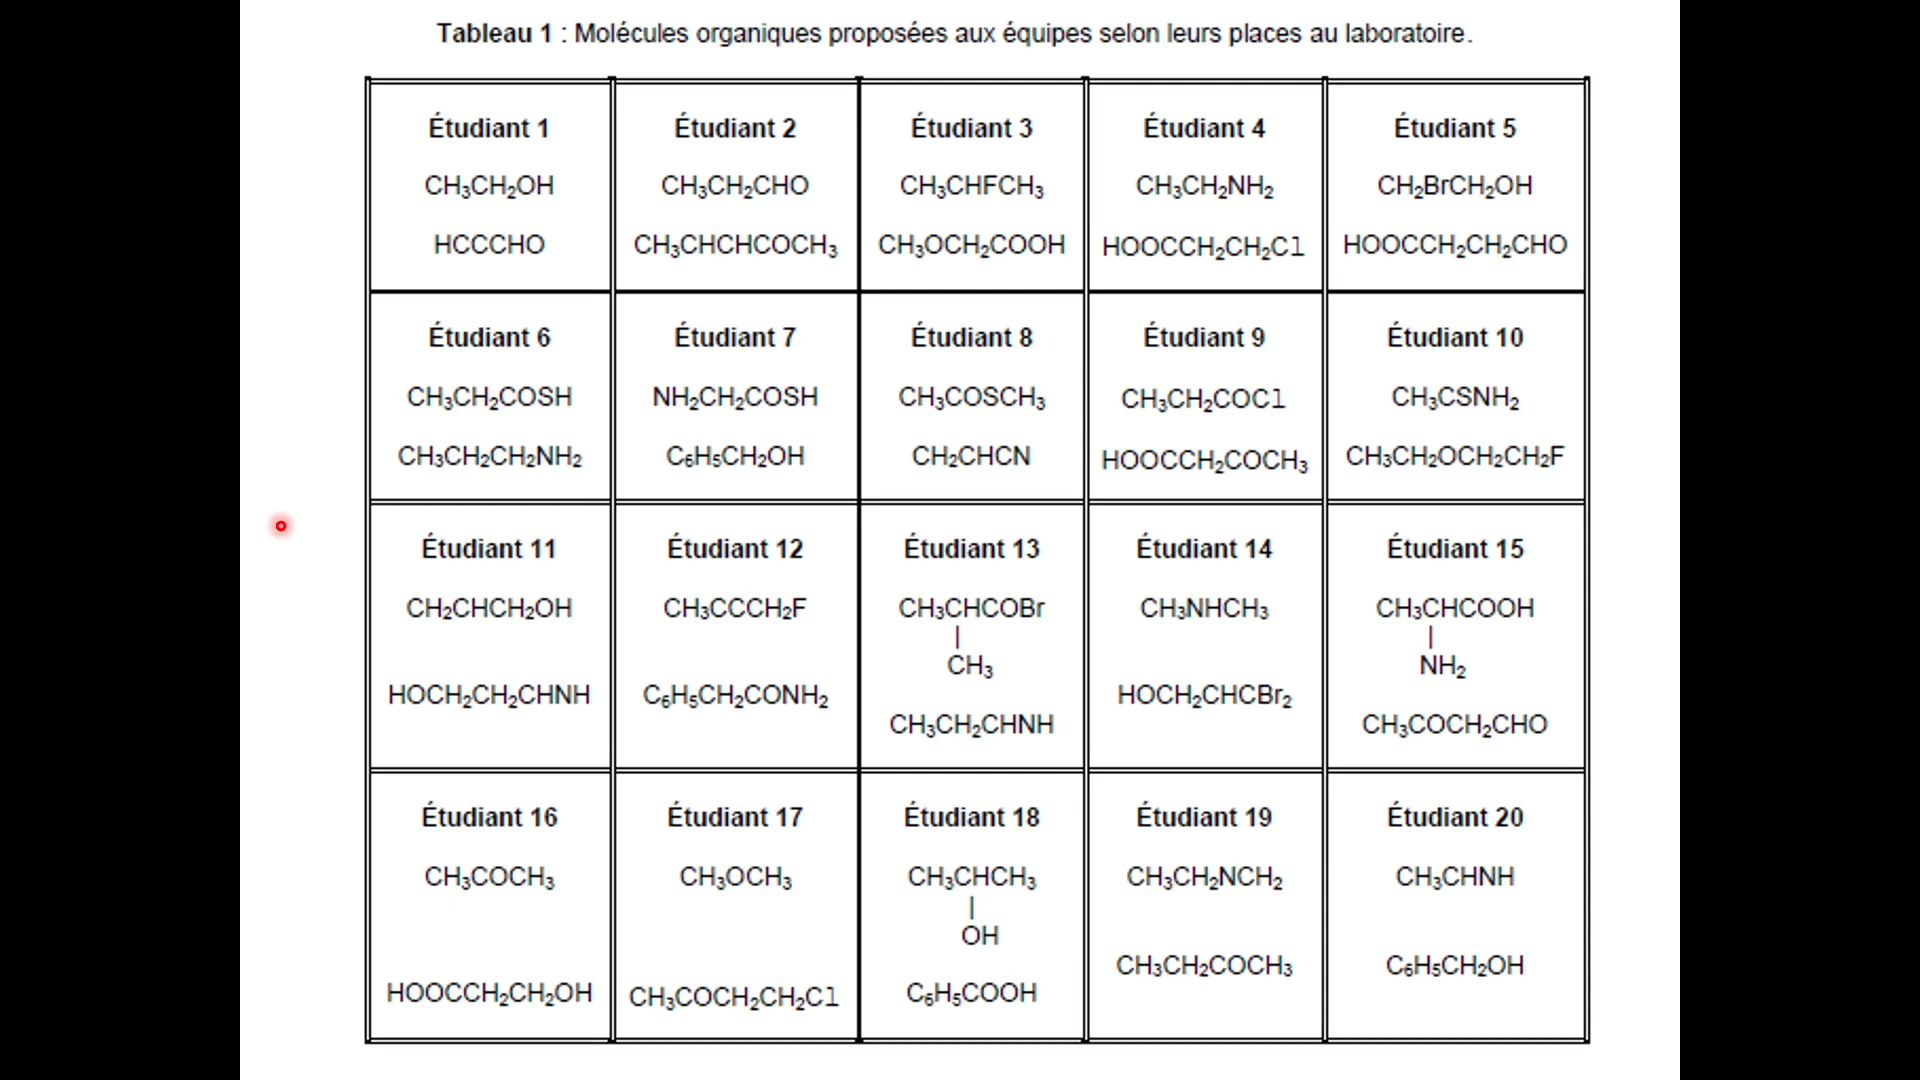 Tableau 1 : Molécules organiques proposées aux équipes selon leurs places au laboratoire.
Étudiant 1
CH₃CH₂OH
HCCCHO
Étudiant 2
CH₃CH₂CHO
CH₃CHCHCOCH₃
Étudiant 3
CH₃CHFCH₃
CH₃OCH₂COOH
Étudiant 4
CH₃CH₂NH₂
HOOCCH₂CH₂Cl
Étudiant 5
CH₂BrCH₂OH
HOOCCH₂CH₂CHO
Étudiant 6
CH₃CH₂COSH
CH₃CH₂CH₂NH₂
Étudiant 7
NH₂CH₂COSH
C₆H₅CH₂OH
Étudiant 8
CH₃COSCH₃
CH₂CHCN
Étudiant 9
CH₃CH₂COCl
HOOCCH₂COCH₃
Étudiant 10
CH₃CSNH₂
CH₃CH₂OCH₂CH₂F
Étudiant 11
CH₂CHCH₂OH
HOCH₂CH₂CHNH
Étudiant 12
CH₃CCCH₂F
C₆H₅CH₂CONH₂
Étudiant 13
CH₃CHCOBr
|
CH₃
CH₃CH₂CHNH
Étudiant 14
CH₃NHCH₃
HOCH₂CHCBr₂
Étudiant 15
CH₃CHCOOH
|
NH₂
CH₃COCH₂CHO
Étudiant 16
CH₃COCH₃
HOOCCH₂CH₂OH
Étudiant 17
CH₃OCH₃
CH₃COCH₂CH₂Cl
Étudiant 18
CH₃CHCH₃
|
OH
C₆H₅COOH
Étudiant 19
CH₃CH₂NCH₂
CH₃CH₂COCH₃
Étudiant 20
CH₃CHNH
C₆H₅CH₂OH